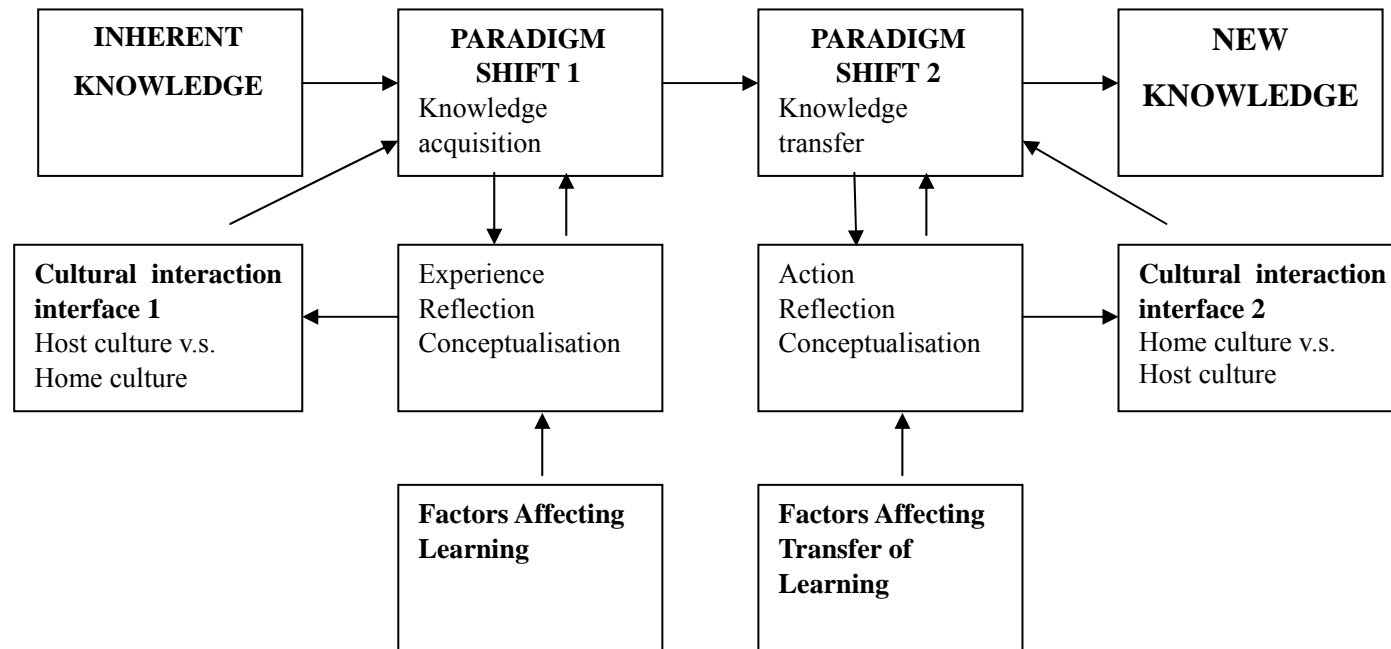 INHERENT
KNOWLEDGE
PARADIGM
SHIFT 1
Knowledge
acquisition
PARADIGM
SHIFT 2
Knowledge
transfer
NEW
KNOWLEDGE
Cultural interaction
interface 1
Host culture v.s.
Home culture
Experience
Reflection
Conceptualisation
Action
Reflection
Conceptualisation
Cultural interaction
interface 2
Home culture v.s.
Host culture
Factors Affecting
Learning
Factors Affecting
Transfer of
Learning